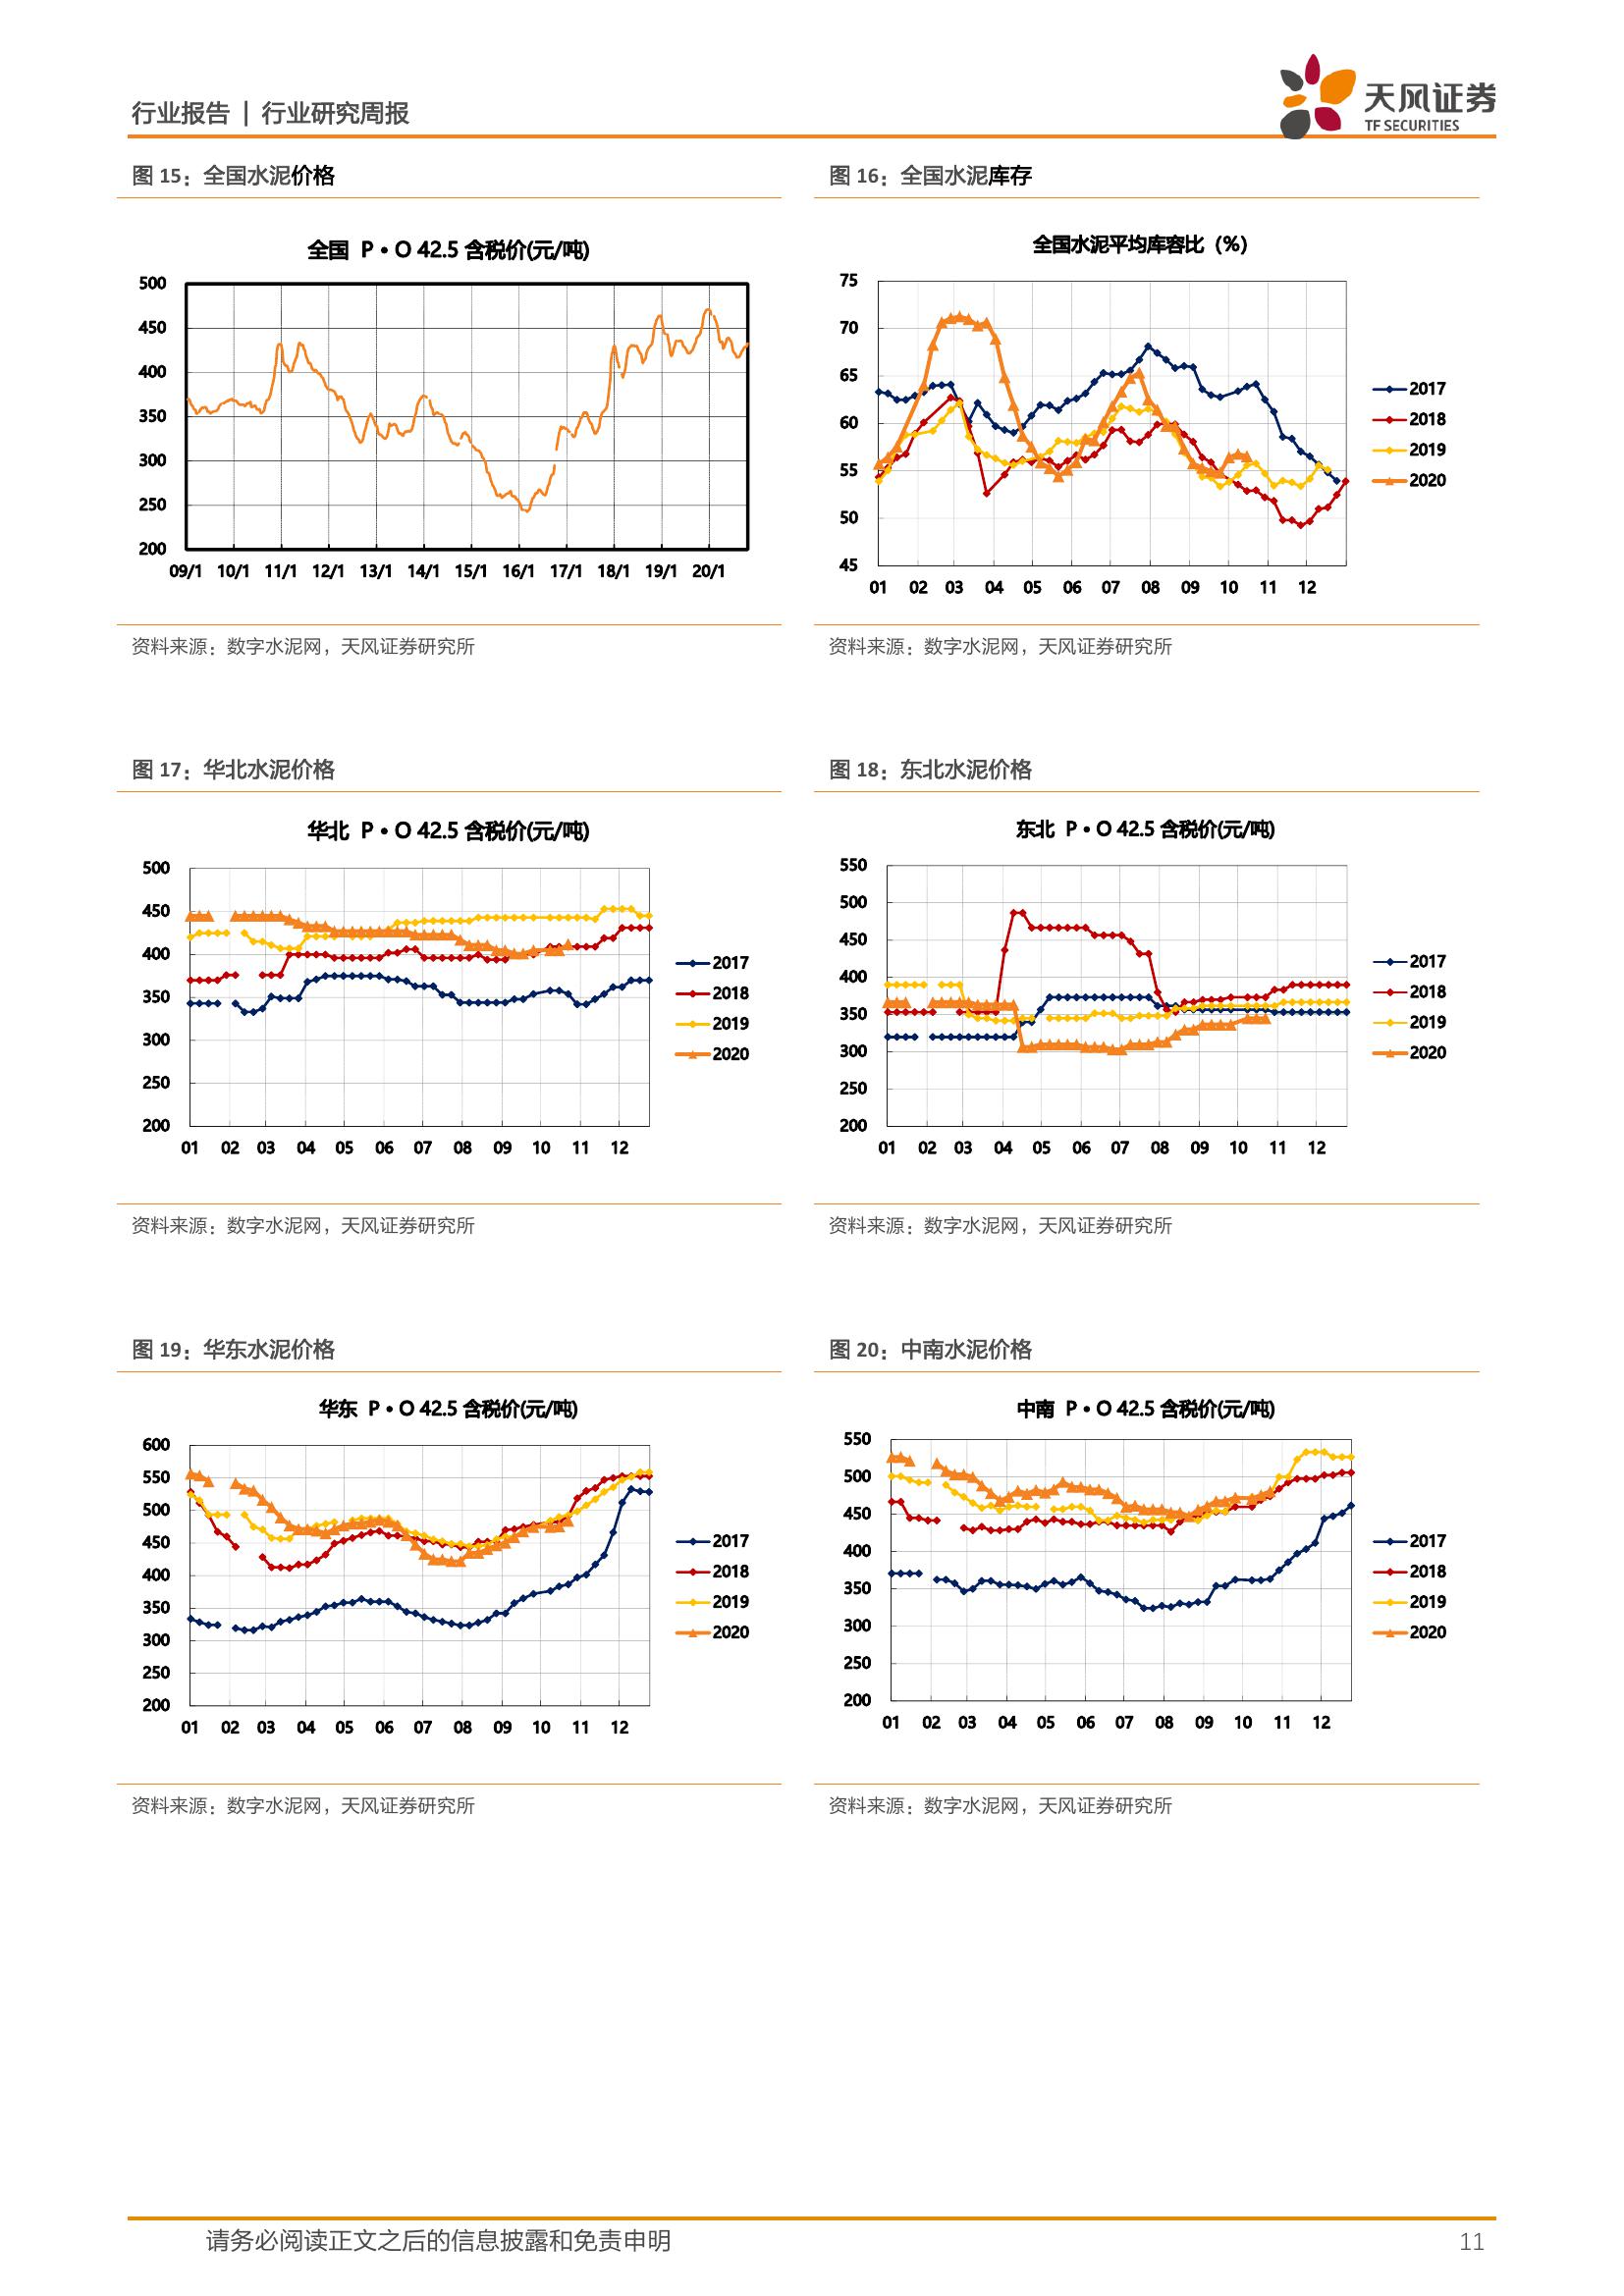 行业报告 | 行业研究周报
天风证券
TF SECURITIES
图 15：全国水泥价格
全国 P • O 42.5 含税价(元/吨)
500
450
400
350
300
250
200
09/1 10/1 11/1 12/1 13/1 14/1 15/1 16/1 17/1 18/1 19/1 20/1
资料来源：数字水泥网，天风证券研究所
图 16：全国水泥库存
全国水泥平均库容比（%）
75
70
65
60
55
50
45
01 02 03 04 05 06 07 08 09 10 11 12
2017
2018
2019
2020
资料来源：数字水泥网，天风证券研究所
图 17：华北水泥价格
华北 P • O 42.5 含税价(元/吨)
500
450
400
350
300
250
200
01 02 03 04 05 06 07 08 09 10 11 12
2017
2018
2019
2020
资料来源：数字水泥网，天风证券研究所
图 18：东北水泥价格
东北 P • O 42.5 含税价(元/吨)
550
500
450
400
350
300
250
200
01 02 03 04 05 06 07 08 09 10 11 12
2017
2018
2019
2020
资料来源：数字水泥网，天风证券研究所
图 19：华东水泥价格
华东 P • O 42.5 含税价(元/吨)
600
550
500
450
400
350
300
250
200
01 02 03 04 05 06 07 08 09 10 11 12
2017
2018
2019
2020
资料来源：数字水泥网，天风证券研究所
图 20：中南水泥价格
中南 P • O 42.5 含税价(元/吨)
550
500
450
400
350
300
250
200
01 02 03 04 05 06 07 08 09 10 11 12
2017
2018
2019
2020
资料来源：数字水泥网，天风证券研究所
请务必阅读正文之后的信息披露和免责申明
11